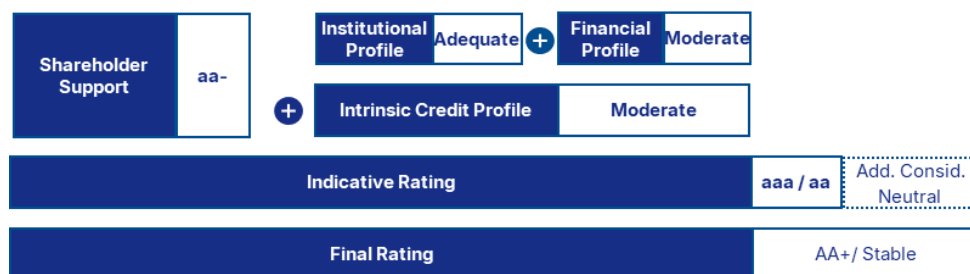 Shareholder
Support
aa-
+
Institutional
Profile
Adequate
+
Financial
Profile
Moderate
Intrinsic Credit Profile
Moderate
Indicative Rating
aaa / aa
Add. Consid.
Neutral
Final Rating
AA+/ Stable